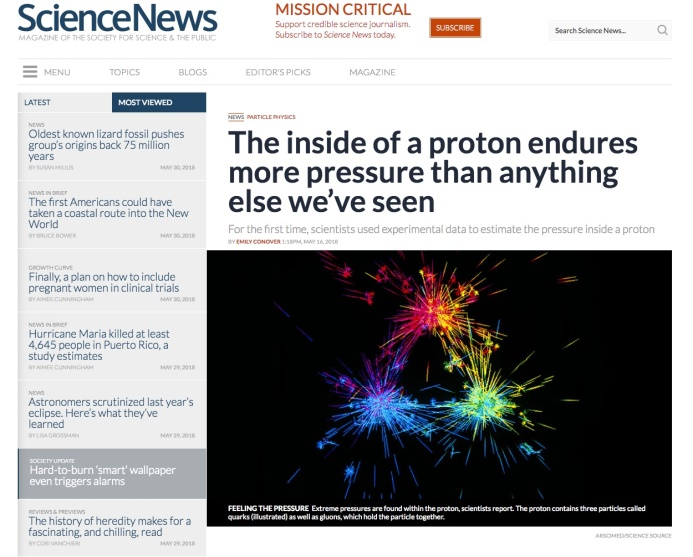 ScienceNews
MAGAZINE OF THE SOCIETY FOR SCIENCE & THE PUBLIC
MISSION CRITICAL
Support credible science journalism.
Subscribe to Science News today.
SUBSCRIBE
Search Science News...
MENU
TOPICS
BLOGS
EDITOR'S PICKS
MAGAZINE
LATEST
MOST VIEWED
NEWS
Oldest known lizard fossil pushes
group's origins back 75 million
years
BY SUSAN MILIUS
MAY 30, 2018
NEWS IN BRIEF
The first Americans could have
taken a coastal route into the New
World
BY BRUCE BOWER
MAY 30, 2018
GROWTH CURVE
Finally, a plan on how to include
pregnant women in clinical trials
BY AIMEE CUNNINGHAM
MAY 30, 2018
NEWS IN BRIEF
Hurricane Maria killed at least
4,645 people in Puerto Rico, a
study estimates
BY AIMEE CUNNINGHAM
MAY 29, 2018
NEWS
Astronomers scrutinized last year's
eclipse. Here's what they've
learned
BY LISA GROSSMAN
MAY 29, 2018
SOCIETY UPDATE
Hard-to-burn 'smart' wallpaper
even triggers alarms
REVIEWS & PREVIEWS
The history of heredity makes for a
fascinating, and chilling, read
BY CORI VANCHIERI
MAY 29, 2018
NEWS PARTICLE PHYSICS
The inside of a proton endures
more pressure than anything
else we've seen
For the first time, scientists used experimental data to estimate the pressure inside a proton
BY EMILY CONOVER 1:18PM, MAY 16, 2018
FEELING THE PRESSURE Extreme pressures are found within the proton, scientists report. The proton contains three particles called
quarks (illustrated) as well as gluons, which hold the particle together.
ARSCIMED/SCIENCE SOURCE